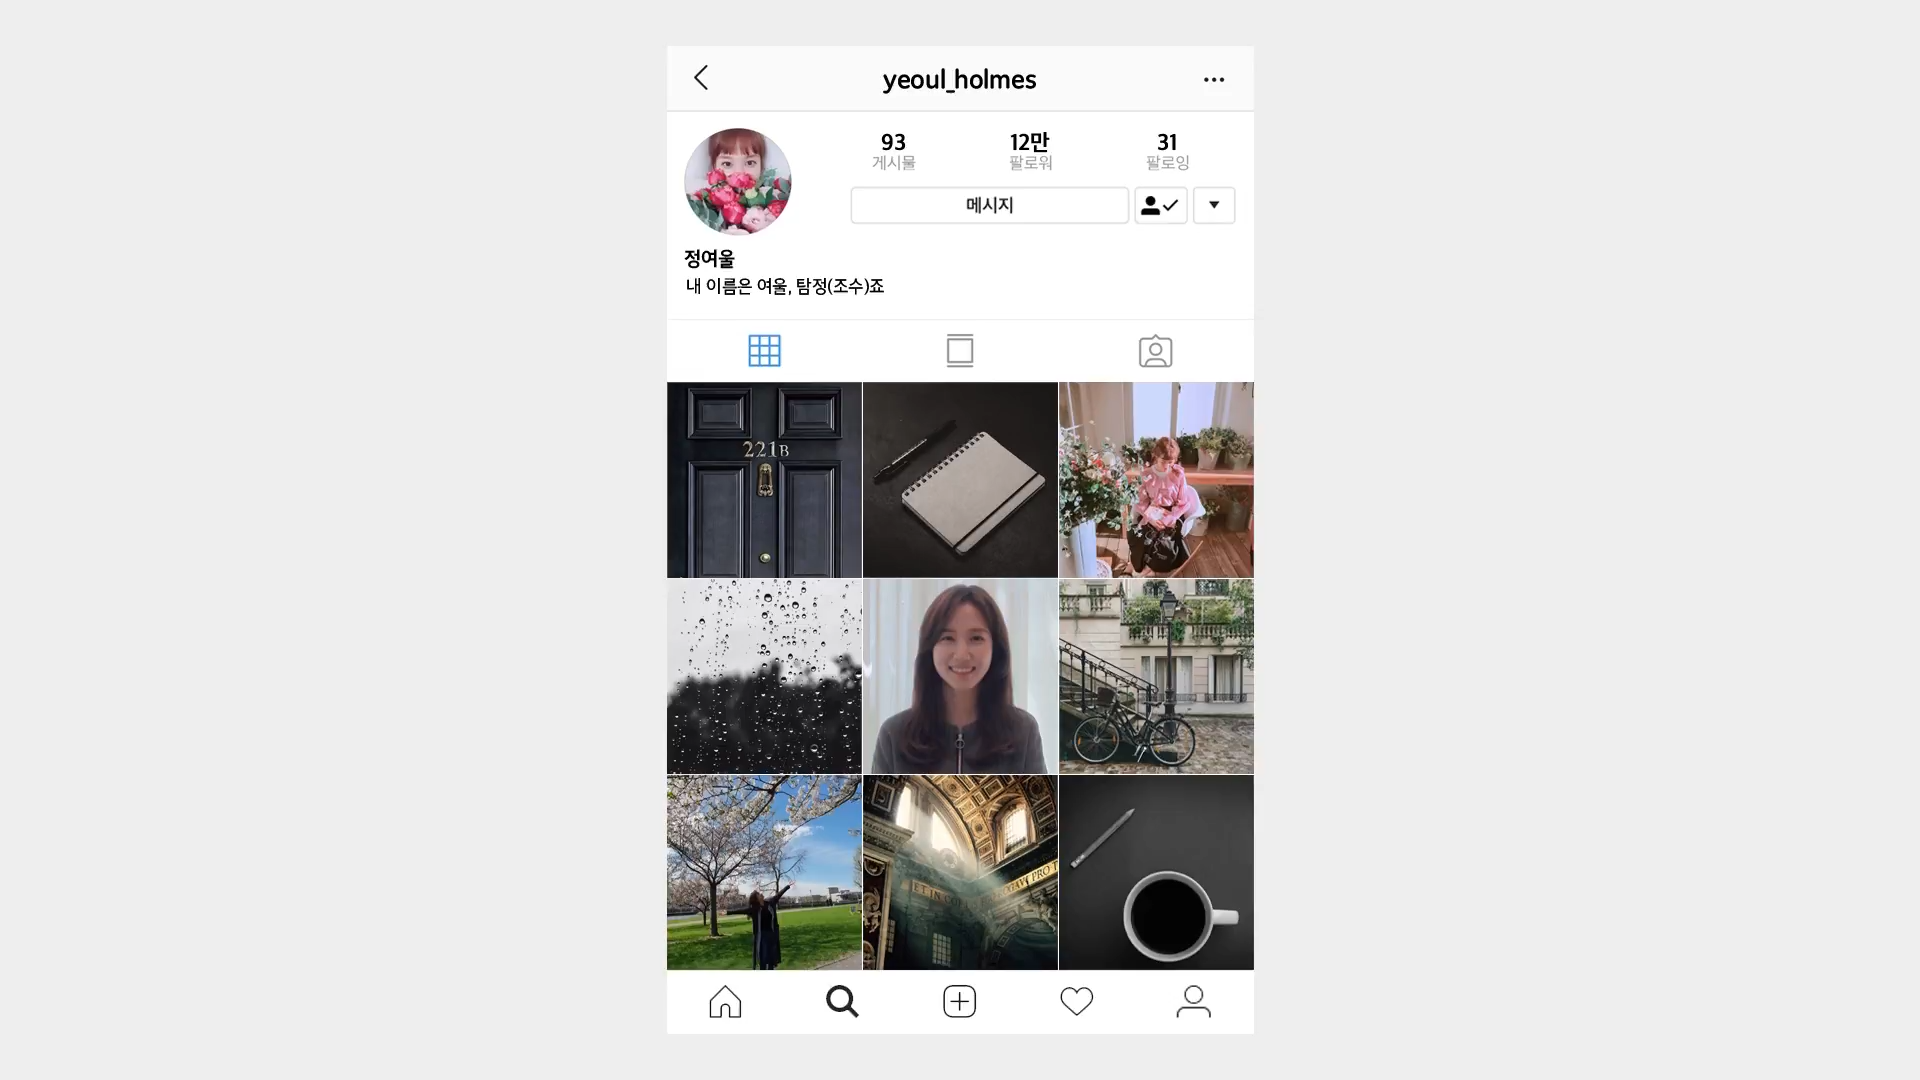 yeoul_holmes
93 12만 31
게시물 팔로워 팔로잉
메시지
정여울
내 이름은 여울, 탐정(조수)죠
221B